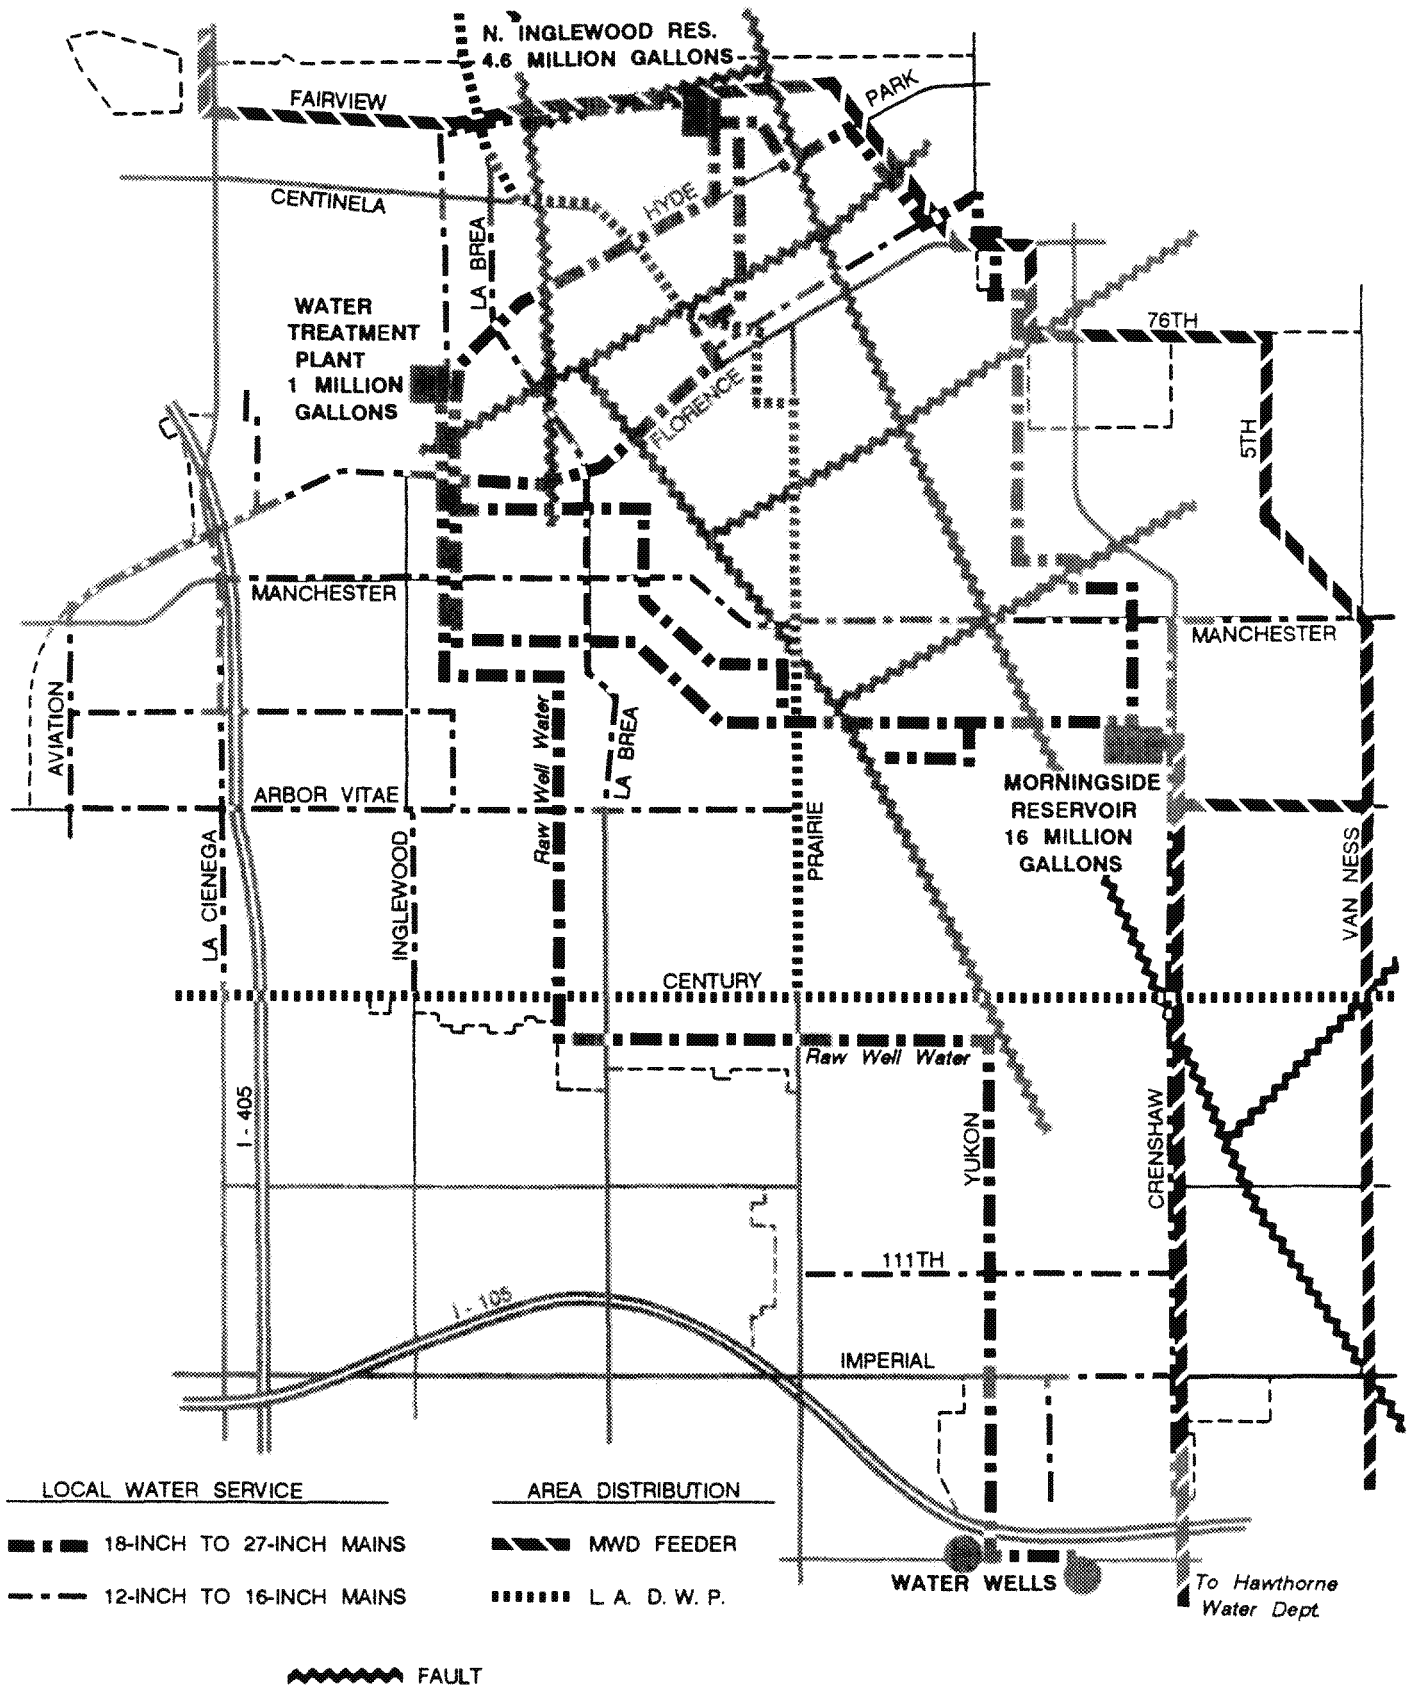 N. INGLEWOOD RES.
4.6 MILLION GALLONS
FAIRVIEW
PARK
CENTINELA
HYDE
LA BREA
WATER
TREATMENT
PLANT
1 MILLION
GALLONS
76TH
FLORENCE
5TH
MANCHESTER
MANCHESTER
AVIATION
Raw Well Water
LA BREA
ARBOR VITAE
MORNINGSIDE
RESERVOIR
16 MILLION
GALLONS
LA CIENEGA
INGLEWOOD
PRAIRIE
VAN NESS
CENTURY
Raw Well Water
I - 405
YUKON
CRENSHAW
111TH
I - 105
IMPERIAL
LOCAL WATER SERVICE
18-INCH TO 27-INCH MAINS
12-INCH TO 16-INCH MAINS
AREA DISTRIBUTION
MWD FEEDER
L. A. D. W. P.
WATER WELLS
To Hawthorne
Water Dept.
FAULT